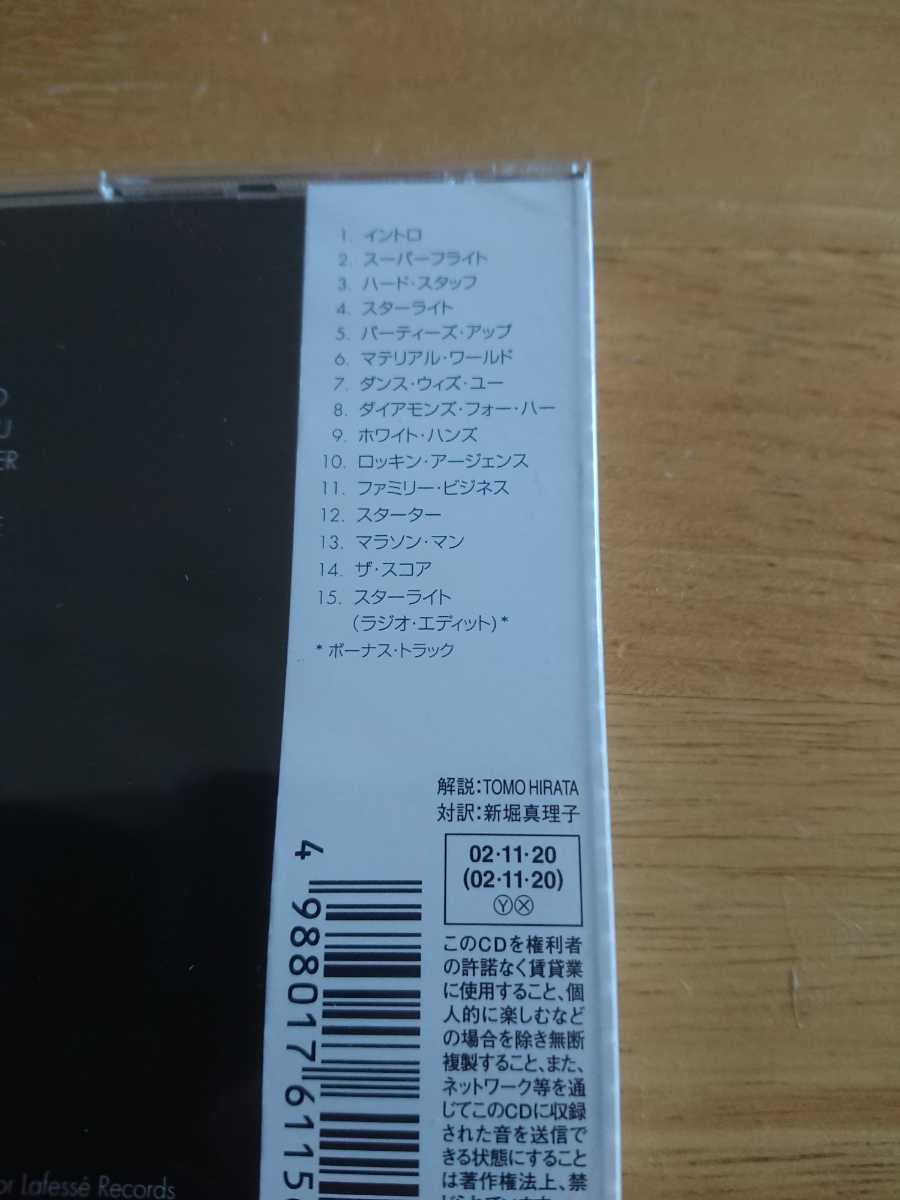 1. イントロ
2. スーパーフライト
3. ハード・スタッフ
4. スターライト
5. パーティーズ・アップ
6. マテリアル・ワールド
7. ダンス・ウィズ・ユー
8. ダイアモンズ・フォー・ハー
9. ホワイト・ハンズ
10. ロッキン・アージェンス
11. ファミリー・ビジネス
12. スターター
13. マラソン・マン
14. ザ・スコア
15. スターライト
(ラジオ・エディット)*
*ボーナス・トラック
解説:TOMO HIRATA
対訳:新堀真理子
02・11・20
(02・11・20)
Ⓨ Ⓧ
このCDを権利者
の許諾なく賃貸業
に使用すること、個
人的に楽しむなど
の場合を除き無断
複製すること、また、
ネットワーク等を通
じてこのCDに収録
された音を送信で
きる状態にすること
は著作権法上、禁
4 988017 6115
ER
or Lafessé Records